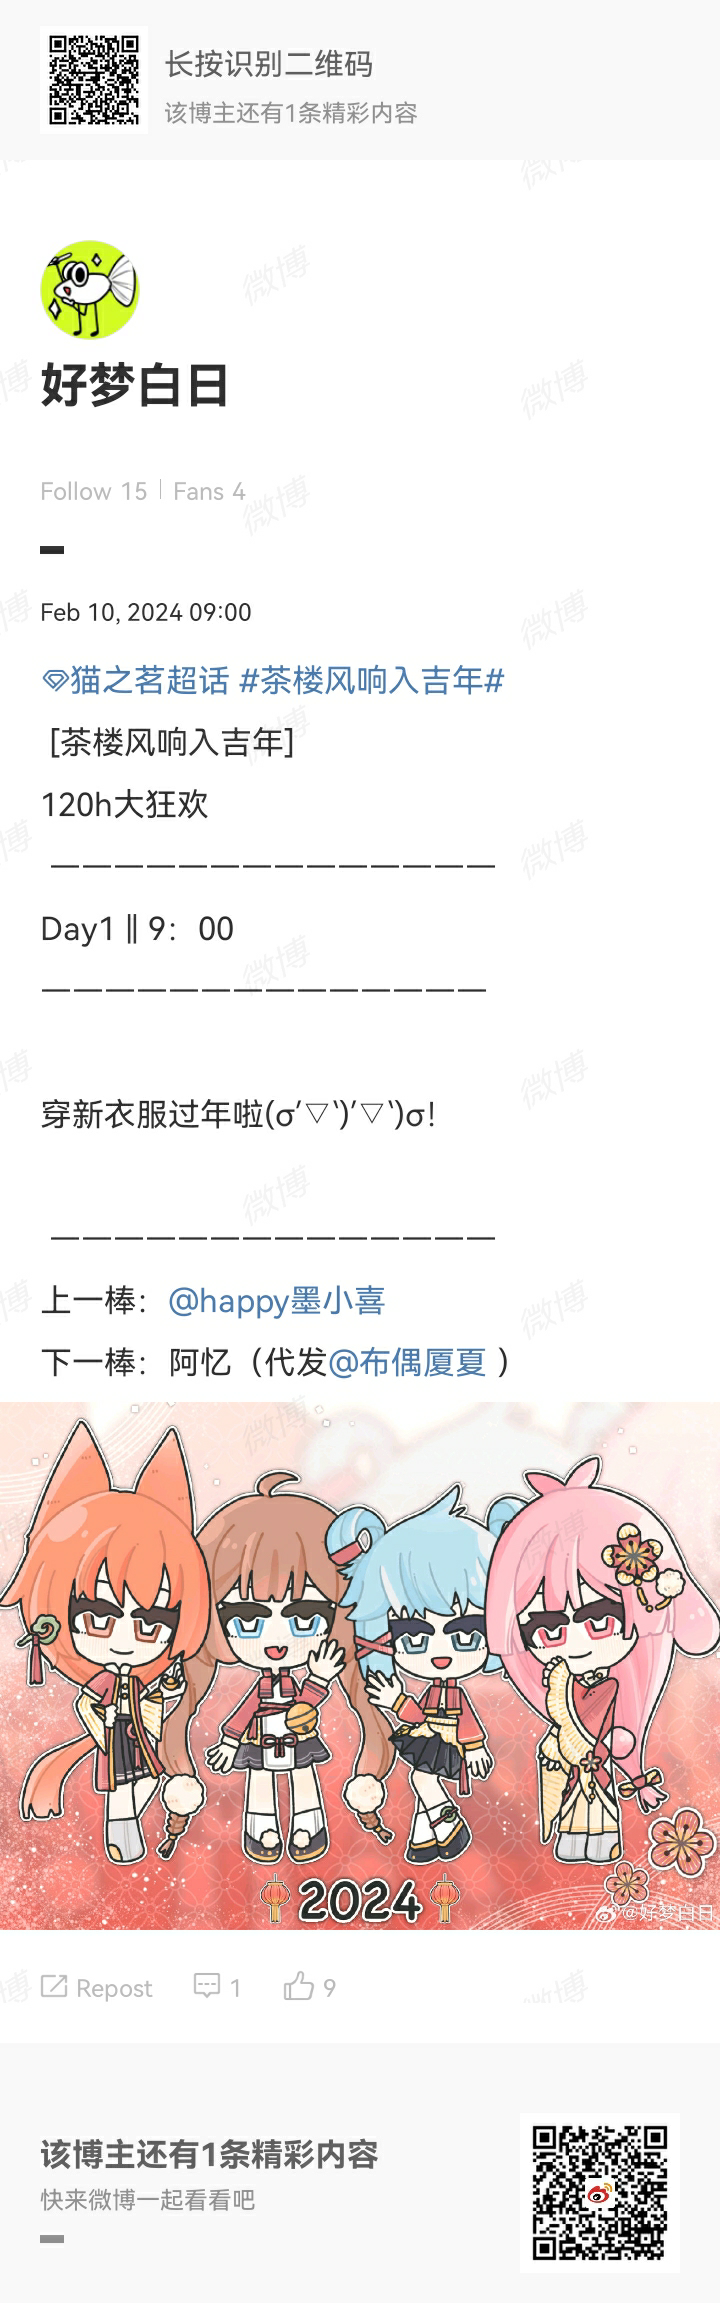 长按识别二维码
该博主还有1条精彩内容
好梦白日
Follow 15 | Fans 4
Feb 10, 2024 09:00
猫之茗超话 #茶楼风响入吉年#
[茶楼风响入吉年]
120h大狂欢
——————————————
Day1 ‖ 9：00
——————————————
穿新衣服过年啦(σ′▽‵)′▽‵)σ!
——————————————
上一棒：@happy墨小喜
下一棒：阿忆（代发@布偶厦夏 ）
2024
@好梦白日
Repost 1 9
该博主还有1条精彩内容
快来微博一起看看吧
微博